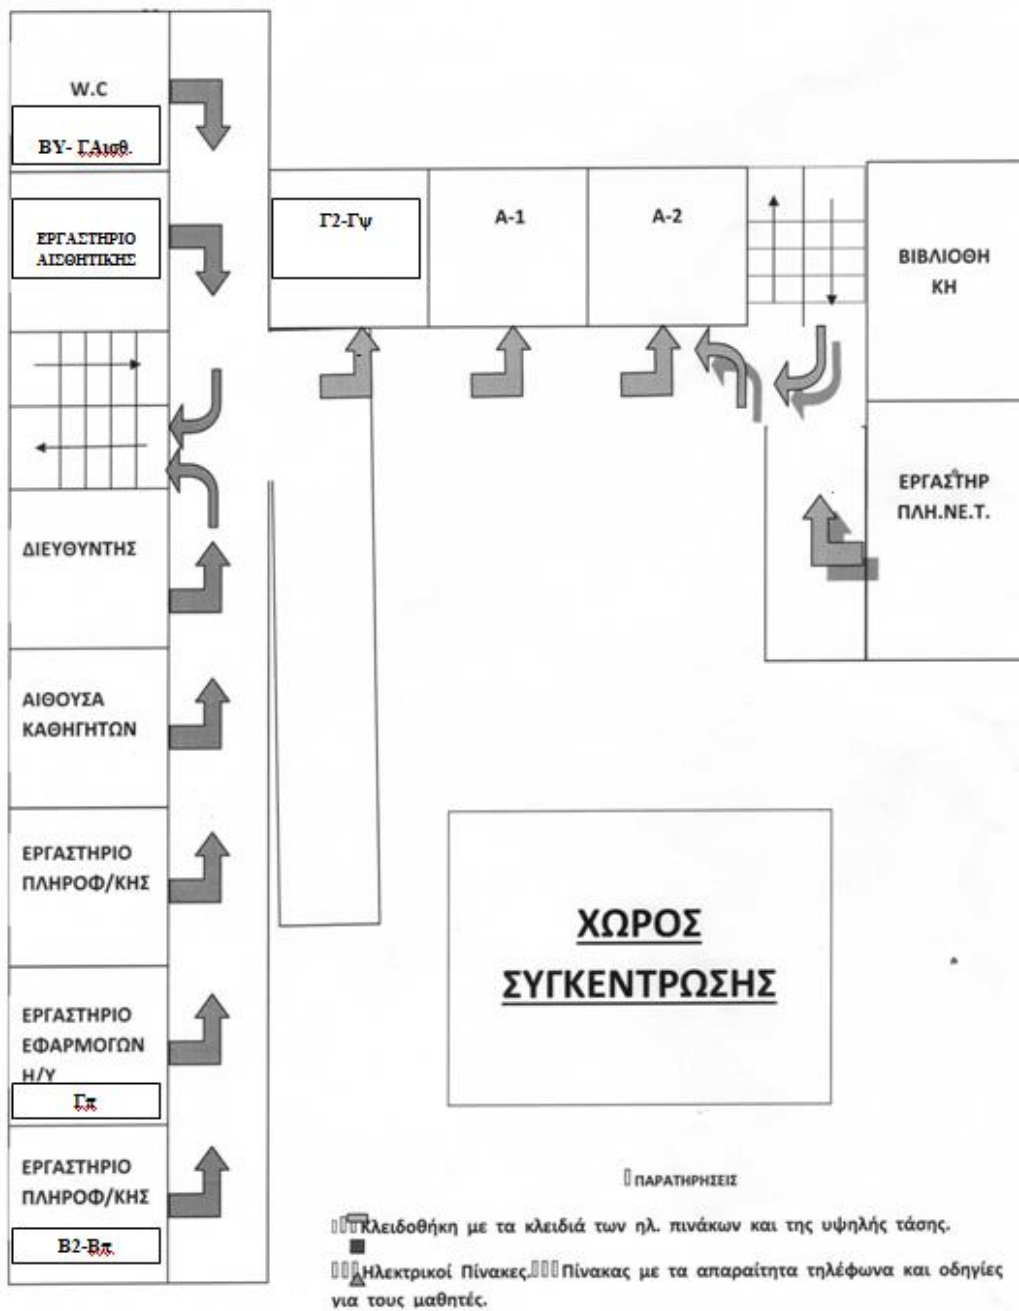 W.C
ΒΥ- ΓΑισθ.
ΕΡΓΑΣΤΗΡΙΟ
ΑΙΣΘΗΤΙΚΗΣ
Γ2-Γψ
Α-1
Α-2
ΒΙΒΛΙΟΘΗ
ΚΗ
ΕΡΓΑΣΤΗΡ
ΠΛΗ.ΝΕ.Τ.
ΔΙΕΥΘΥΝΤΗΣ
ΑΙΘΟΥΣΑ
ΚΑΘΗΓΗΤΩΝ
ΕΡΓΑΣΤΗΡΙΟ
ΠΛΗΡΟΦ/ΚΗΣ
ΕΡΓΑΣΤΗΡΙΟ
ΕΦΑΡΜΟΓΩΝ
Η/Υ
Γπ
ΕΡΓΑΣΤΗΡΙΟ
ΠΛΗΡΟΦ/ΚΗΣ
Β2-Βπ
ΧΩΡΟΣ
ΣΥΓΚΕΝΤΡΩΣΗΣ
ΠΑΡΑΤΗΡΗΣΕΙΣ
Κλειδοθήκη με τα κλειδιά των ηλ. πινάκων και της υψηλής τάσης.
Ηλεκτρικοί Πίνακες. Πίνακας με τα απαραίτητα τηλέφωνα και οδηγίες
για τους μαθητές.